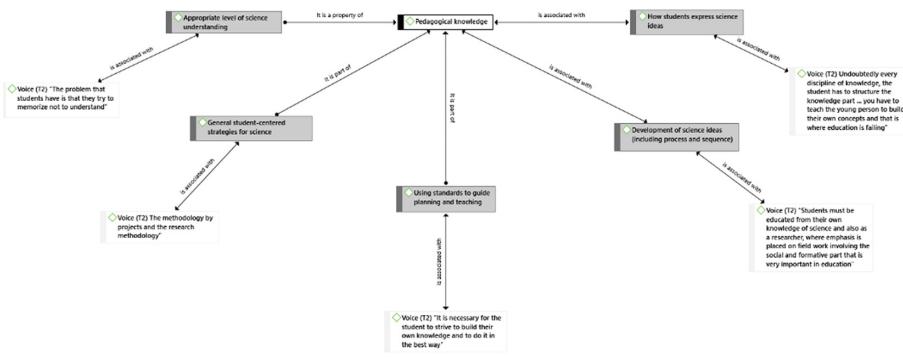 Appropriate level of science
understanding
It is a property of
Pedagogical knowledge
is associated with
How students express science
ideas
is associated with
Voice (T2) "The problem that
students have is that they try to
memorize not to understand"
It is part of
General student-centered
strategies for science
is associated with
Voice (T2) The methodology by
projects and the research
methodology"
It is part of
Using standards to guide
planning and teaching
is associated with
Voice (T2) "It is necessary for the
student to strive to build their
own knowledge and to do it in
the best way"
is associated with
Development of science ideas
(including process and sequence)
is associated with
Voice (T2) "Students must be
educated from their own
knowledge of science and also as
a researcher, where emphasis is
placed on field work involving the
social and formative part that is
very important in education"
is associated with
Voice (T2) Undoubtedly every
discipline of knowledge, the
student has to structure the
knowledge part ... you have to
teach the young person to build
their own concepts and that is
where education is failing"